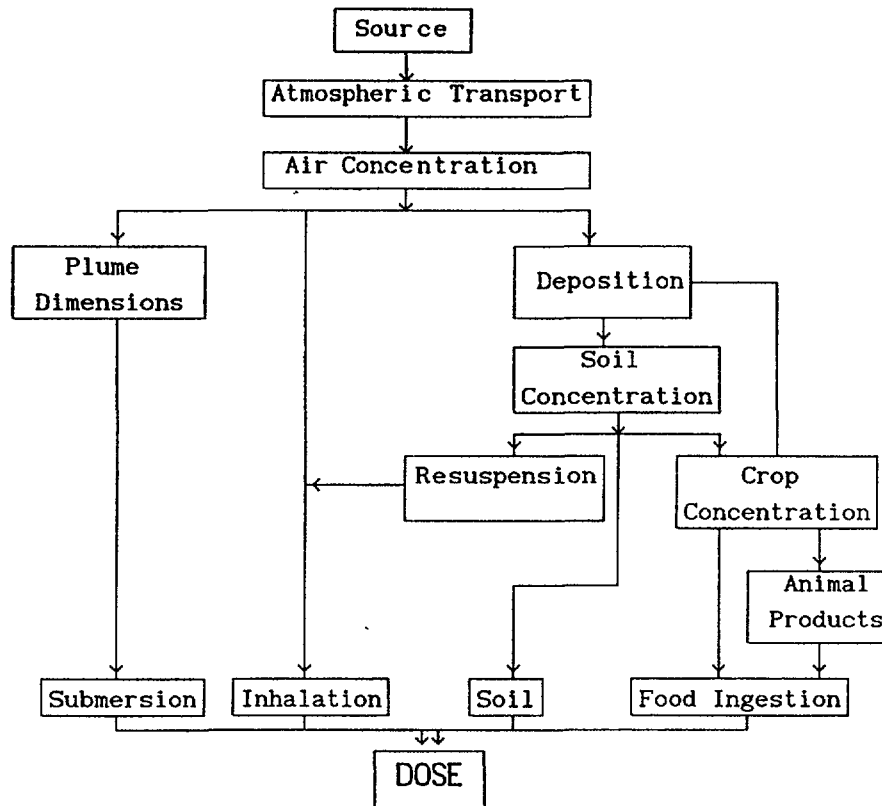 Source
Atmospheric Transport
Air Concentration
Plume
Dimensions
Deposition
Soil
Concentration
Resuspension
Crop
Concentration
Animal
Products
Submersion
Inhalation
Soil
Food Ingestion
DOSE